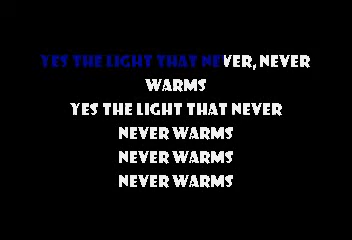 YES THE LIGHT THAT NEVER, NEVER
WARMS
YES THE LIGHT THAT NEVER
NEVER WARMS
NEVER WARMS
NEVER WARMS